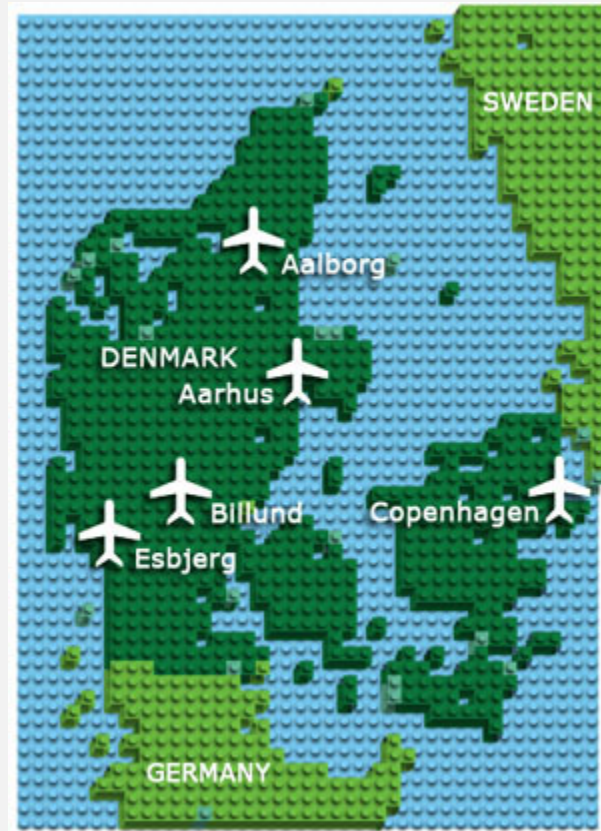 SWEDEN
Aalborg
DENMARK
Aarhus
Billund
Copenhagen
Esbjerg
GERMANY